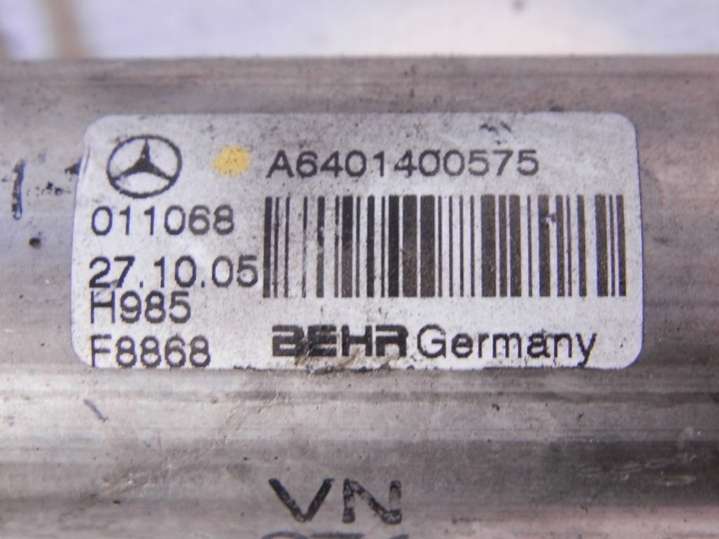 A6401400575
011068
27.10.05
H985
F8868
BEHR Germany
VN